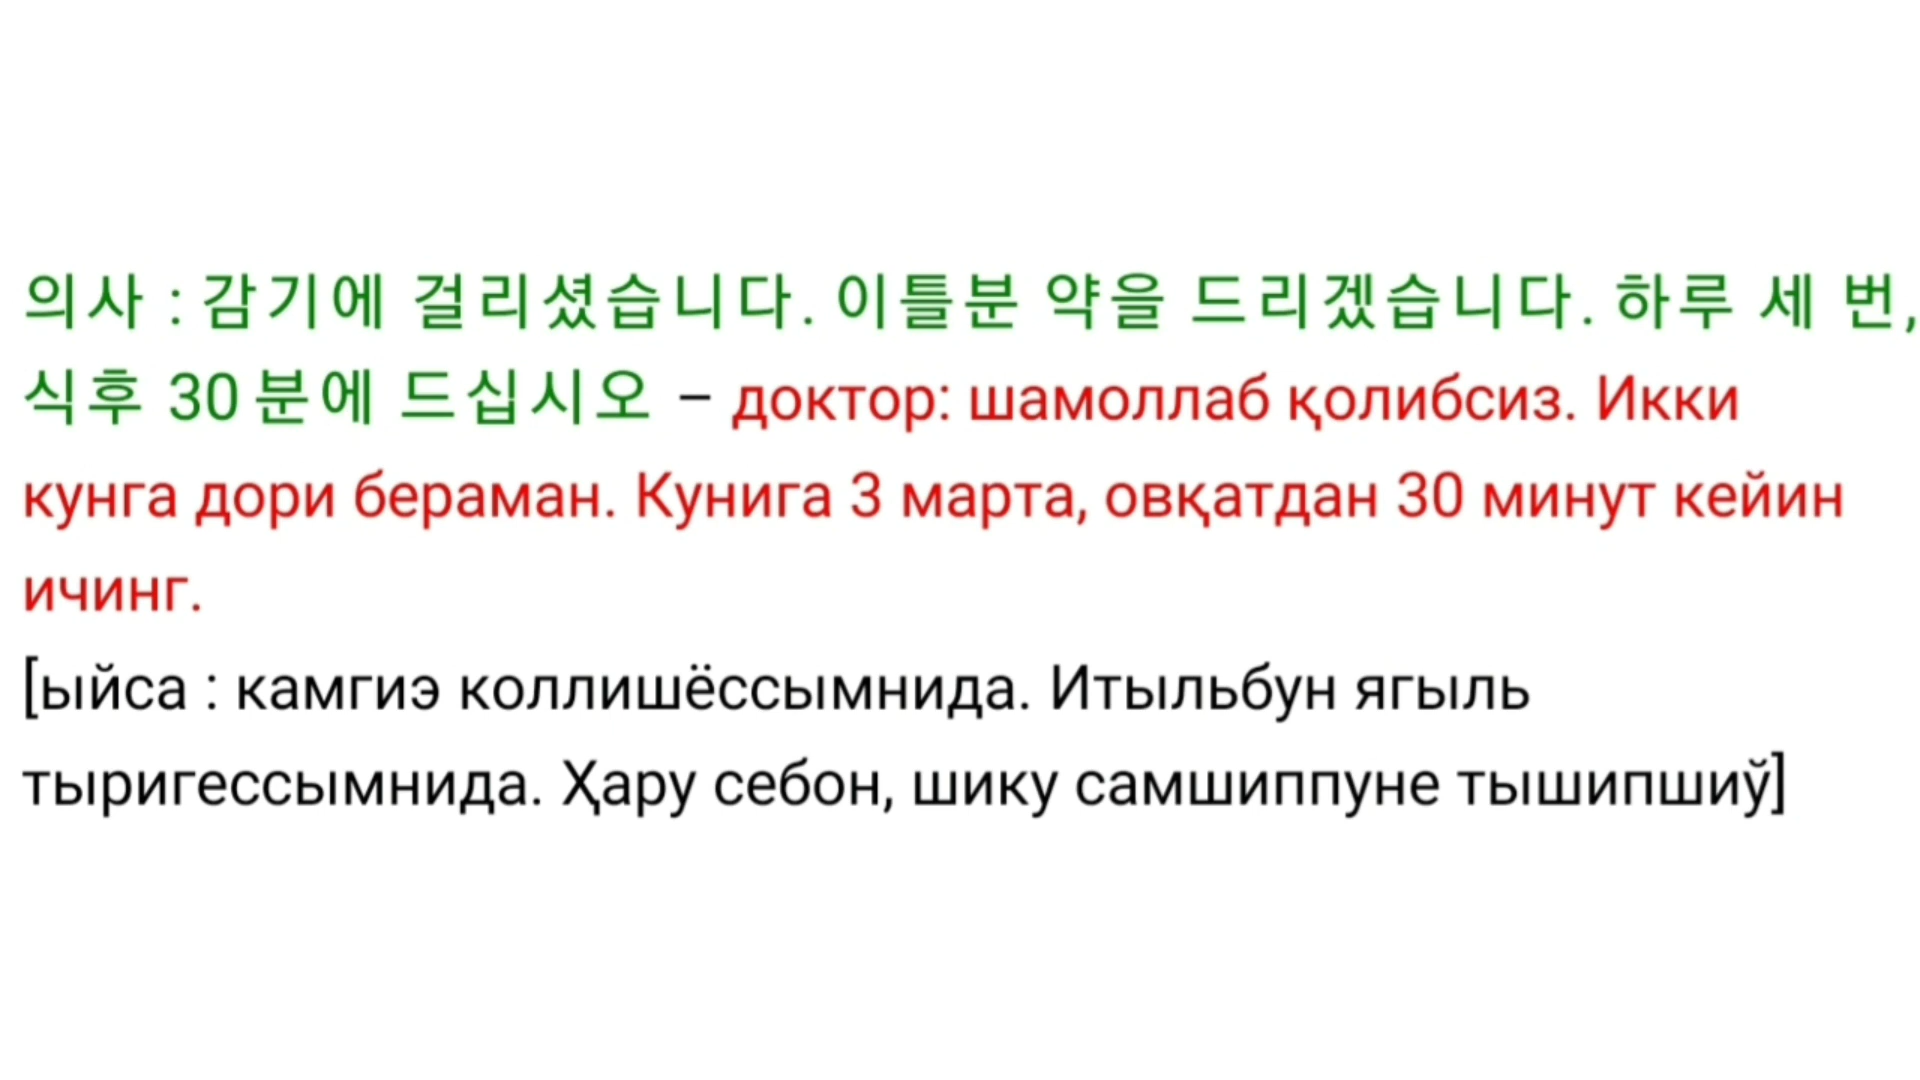 의사 : 감기에 걸리셨습니다. 이틀분 약을 드리겠습니다. 하루 세 번,
식후 30분에 드십시오 – доктор: шамоллаб қолибсиз. Икки
кунга дори бераман. Кунига 3 марта, овқатдан 30 минут кейин
ичинг.
[ыйса : камгиэ коллишёссымнида. Итыльбун ягыль
тыригессымнида. Ҳару себон, шику самшиппуне тышипшиў]